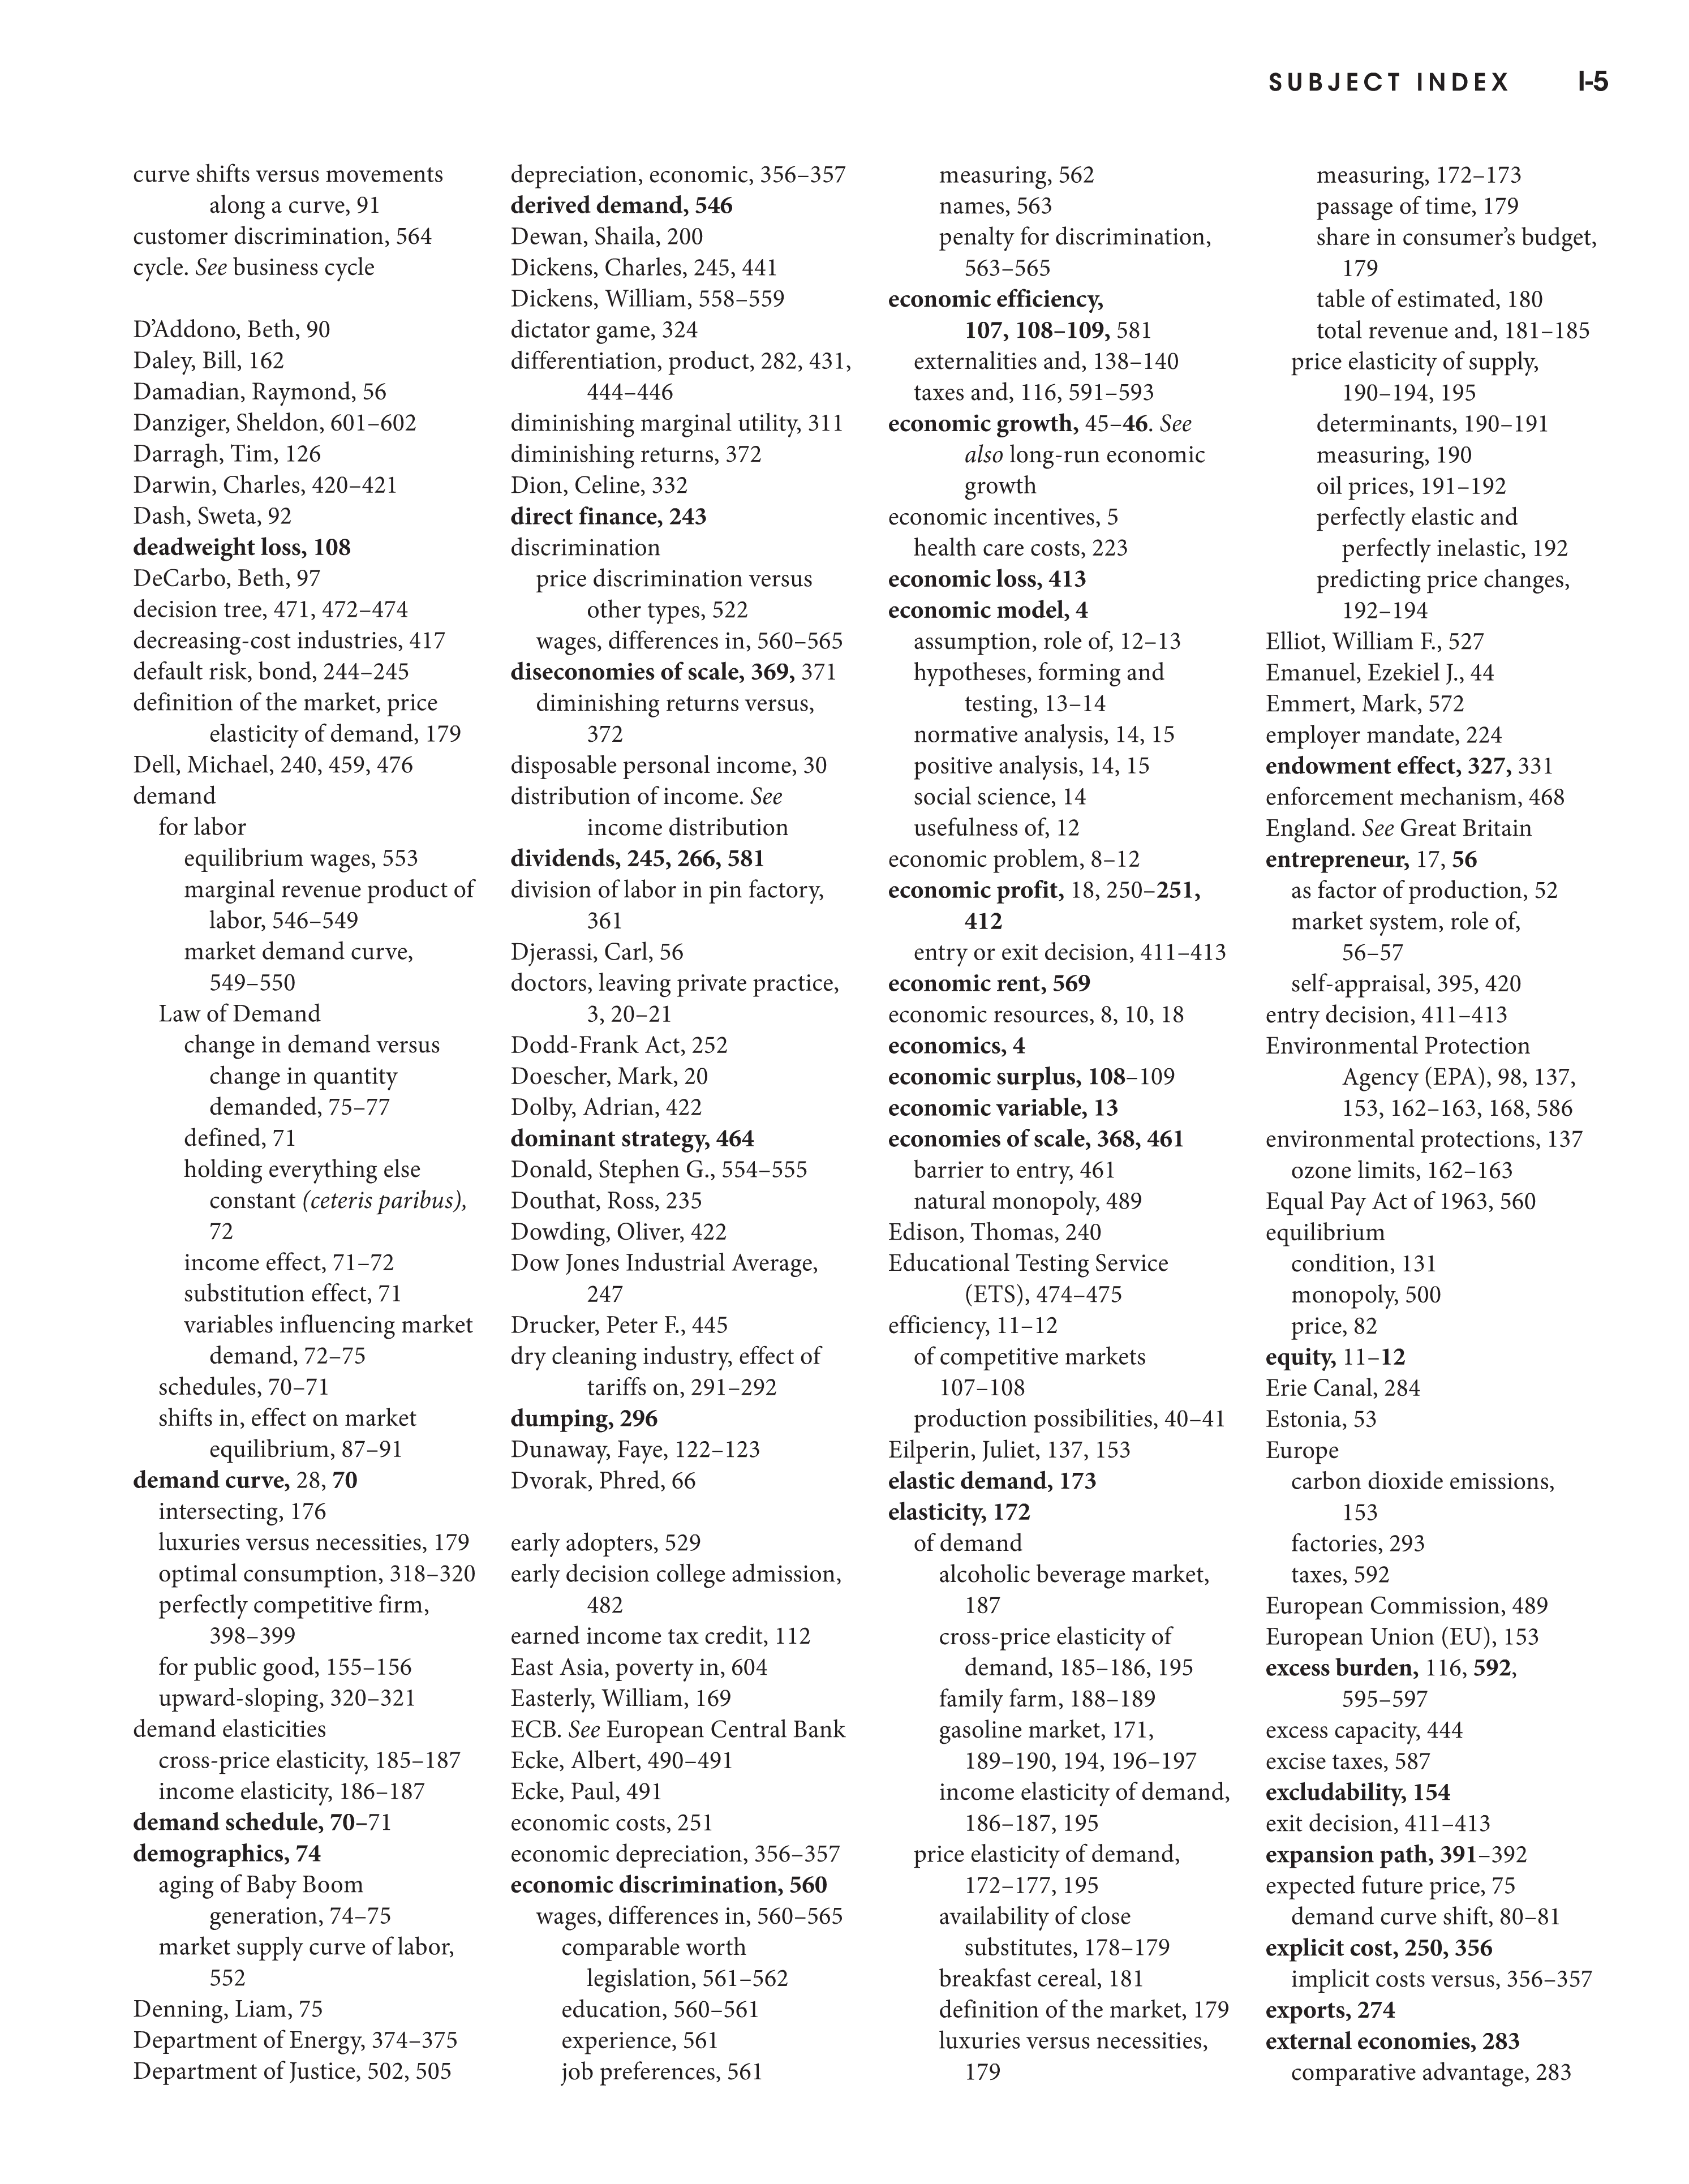 SUBJECT INDEX I-5
curve shifts versus movements
along a curve, 91
customer discrimination, 564
cycle. See business cycle
D’Addono, Beth, 90
Daley, Bill, 162
Damadian, Raymond, 56
Danziger, Sheldon, 601–602
Darragh, Tim, 126
Darwin, Charles, 420–421
Dash, Sweta, 92
deadweight loss, 108
DeCarbo, Beth, 97
decision tree, 471, 472–474
decreasing-cost industries, 417
default risk, bond, 244–245
definition of the market, price
elasticity of demand, 179
Dell, Michael, 240, 459, 476
demand
for labor
equilibrium wages, 553
marginal revenue product of
labor, 546–549
market demand curve,
549–550
Law of Demand
change in demand versus
change in quantity
demanded, 75–77
defined, 71
holding everything else
constant (ceteris paribus),
72
income effect, 71–72
substitution effect, 71
variables influencing market
demand, 72–75
schedules, 70–71
shifts in, effect on market
equilibrium, 87–91
demand curve, 28, 70
intersecting, 176
luxuries versus necessities, 179
optimal consumption, 318–320
perfectly competitive firm,
398–399
for public good, 155–156
upward-sloping, 320–321
demand elasticities
cross-price elasticity, 185–187
income elasticity, 186–187
demand schedule, 70–71
demographics, 74
aging of Baby Boom
generation, 74–75
market supply curve of labor,
552
Denning, Liam, 75
Department of Energy, 374–375
Department of Justice, 502, 505
depreciation, economic, 356–357
derived demand, 546
Dewan, Shaila, 200
Dickens, Charles, 245, 441
Dickens, William, 558–559
dictator game, 324
differentiation, product, 282, 431,
444–446
diminishing marginal utility, 311
diminishing returns, 372
Dion, Celine, 332
direct finance, 243
discrimination
price discrimination versus
other types, 522
wages, differences in, 560–565
diseconomies of scale, 369, 371
diminishing returns versus,
372
disposable personal income, 30
distribution of income. See
income distribution
dividends, 245, 266, 581
division of labor in pin factory,
361
Djerassi, Carl, 56
doctors, leaving private practice,
3, 20–21
Dodd-Frank Act, 252
Doescher, Mark, 20
Dolby, Adrian, 422
dominant strategy, 464
Donald, Stephen G., 554–555
Douthat, Ross, 235
Dowding, Oliver, 422
Dow Jones Industrial Average,
247
Drucker, Peter F., 445
dry cleaning industry, effect of
tariffs on, 291–292
dumping, 296
Dunaway, Faye, 122–123
Dvorak, Phred, 66
early adopters, 529
early decision college admission,
482
earned income tax credit, 112
East Asia, poverty in, 604
Easterly, William, 169
ECB. See European Central Bank
Ecke, Albert, 490–491
Ecke, Paul, 491
economic costs, 251
economic depreciation, 356–357
economic discrimination, 560
wages, differences in, 560–565
comparable worth
legislation, 561–562
education, 560–561
experience, 561
job preferences, 561
measuring, 562
names, 563
penalty for discrimination,
563–565
economic efficiency,
107, 108–109, 581
externalities and, 138–140
taxes and, 116, 591–593
economic growth, 45–46. See
also long-run economic
growth
economic incentives, 5
health care costs, 223
economic loss, 413
economic model, 4
assumption, role of, 12–13
hypotheses, forming and
testing, 13–14
normative analysis, 14, 15
positive analysis, 14, 15
social science, 14
usefulness of, 12
economic problem, 8–12
economic profit, 18, 250–251,
412
entry or exit decision, 411–413
economic rent, 569
economic resources, 8, 10, 18
economics, 4
economic surplus, 108–109
economic variable, 13
economies of scale, 368, 461
barrier to entry, 461
natural monopoly, 489
Edison, Thomas, 240
Educational Testing Service
(ETS), 474–475
efficiency, 11–12
of competitive markets
107–108
production possibilities, 40–41
Eilperin, Juliet, 137, 153
elastic demand, 173
elasticity, 172
of demand
alcoholic beverage market,
187
cross-price elasticity of
demand, 185–186, 195
family farm, 188–189
gasoline market, 171,
189–190, 194, 196–197
income elasticity of demand,
186–187, 195
price elasticity of demand,
172–177, 195
availability of close
substitutes, 178–179
breakfast cereal, 181
definition of the market, 179
luxuries versus necessities,
179
measuring, 172–173
passage of time, 179
share in consumer’s budget,
179
table of estimated, 180
total revenue and, 181–185
price elasticity of supply,
190–194, 195
determinants, 190–191
measuring, 190
oil prices, 191–192
perfectly elastic and
perfectly inelastic, 192
predicting price changes,
192–194
Elliot, William F., 527
Emanuel, Ezekiel J., 44
Emmert, Mark, 572
employer mandate, 224
endowment effect, 327, 331
enforcement mechanism, 468
England. See Great Britain
entrepreneur, 17, 56
as factor of production, 52
market system, role of,
56–57
self-appraisal, 395, 420
entry decision, 411–413
Environmental Protection
Agency (EPA), 98, 137,
153, 162–163, 168, 586
environmental protections, 137
ozone limits, 162–163
Equal Pay Act of 1963, 560
equilibrium
condition, 131
monopoly, 500
price, 82
equity, 11–12
Erie Canal, 284
Estonia, 53
Europe
carbon dioxide emissions,
153
factories, 293
taxes, 592
European Commission, 489
European Union (EU), 153
excess burden, 116, 592,
595–597
excess capacity, 444
excise taxes, 587
excludability, 154
exit decision, 411–413
expansion path, 391–392
expected future price, 75
demand curve shift, 80–81
explicit cost, 250, 356
implicit costs versus, 356–357
exports, 274
external economies, 283
comparative advantage, 283